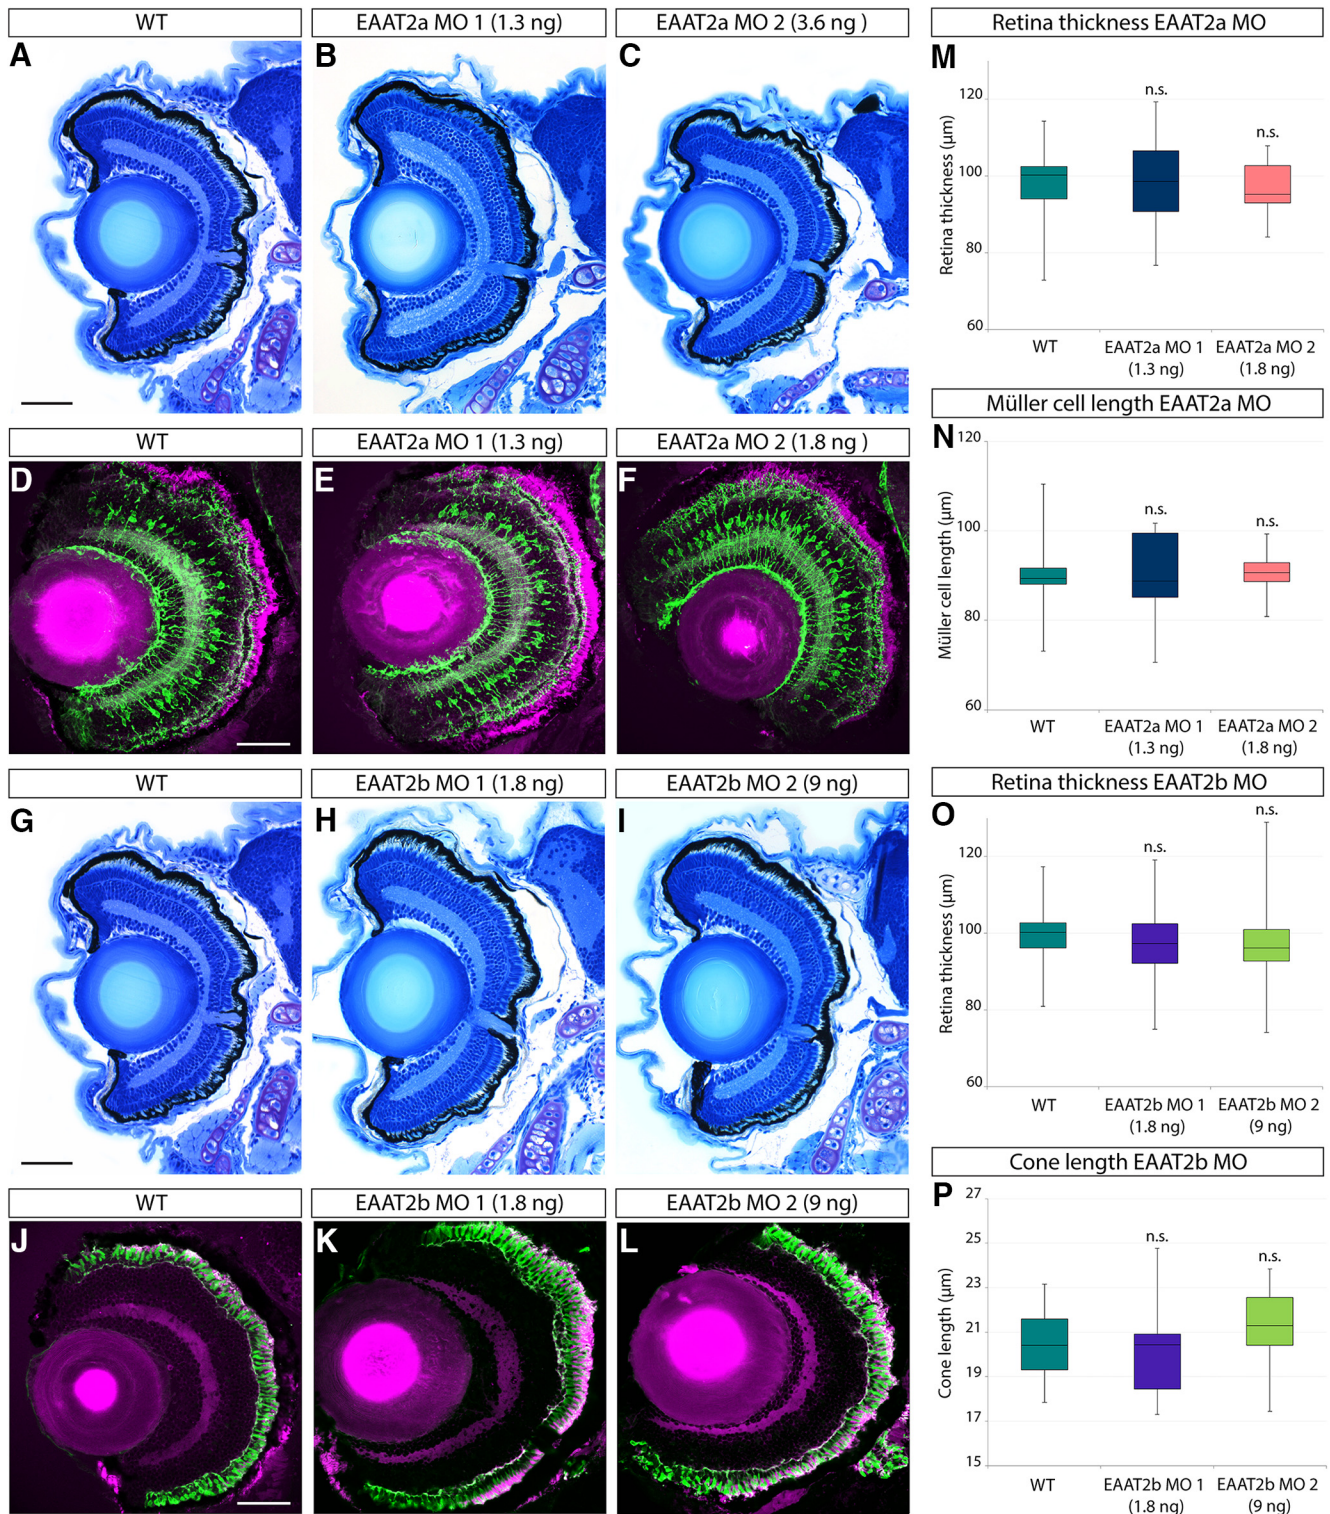 WT
EAAT2a MO 1 (1.3 ng)
EAAT2a MO 2 (3.6 ng )
A
B
C
WT
EAAT2a MO 1 (1.3 ng)
EAAT2a MO 2 (1.8 ng )
D
E
F
WT
EAAT2b MO 1 (1.8 ng)
EAAT2b MO 2 (9 ng)
G
H
I
WT
EAAT2b MO 1 (1.8 ng)
EAAT2b MO 2 (9 ng)
J
K
L
Retina thickness EAAT2a MO
M
Retina thickness (µm)
120
100
80
60
n.s.
n.s.
WT
EAAT2a MO 1
(1.3 ng)
EAAT2a MO 2
(1.8 ng)
Müller cell length EAAT2a MO
N
Müller cell length (µm)
120
100
80
60
n.s.
n.s.
WT
EAAT2a MO 1
(1.3 ng)
EAAT2a MO 2
(1.8 ng)
Retina thickness EAAT2b MO
O
Retina thickness (µm)
120
100
80
60
n.s.
n.s.
WT
EAAT2b MO 1
(1.8 ng)
EAAT2b MO 2
(9 ng)
Cone length EAAT2b MO
P
Cone length (µm)
27
25
23
21
19
17
15
n.s.
n.s.
WT
EAAT2b MO 1
(1.8 ng)
EAAT2b MO 2
(9 ng)